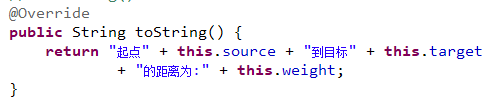 @Override
public String toString() {
    return "起点" + this.source + "到目标" + this.target
            + "的距离为:" + this.weight;
}